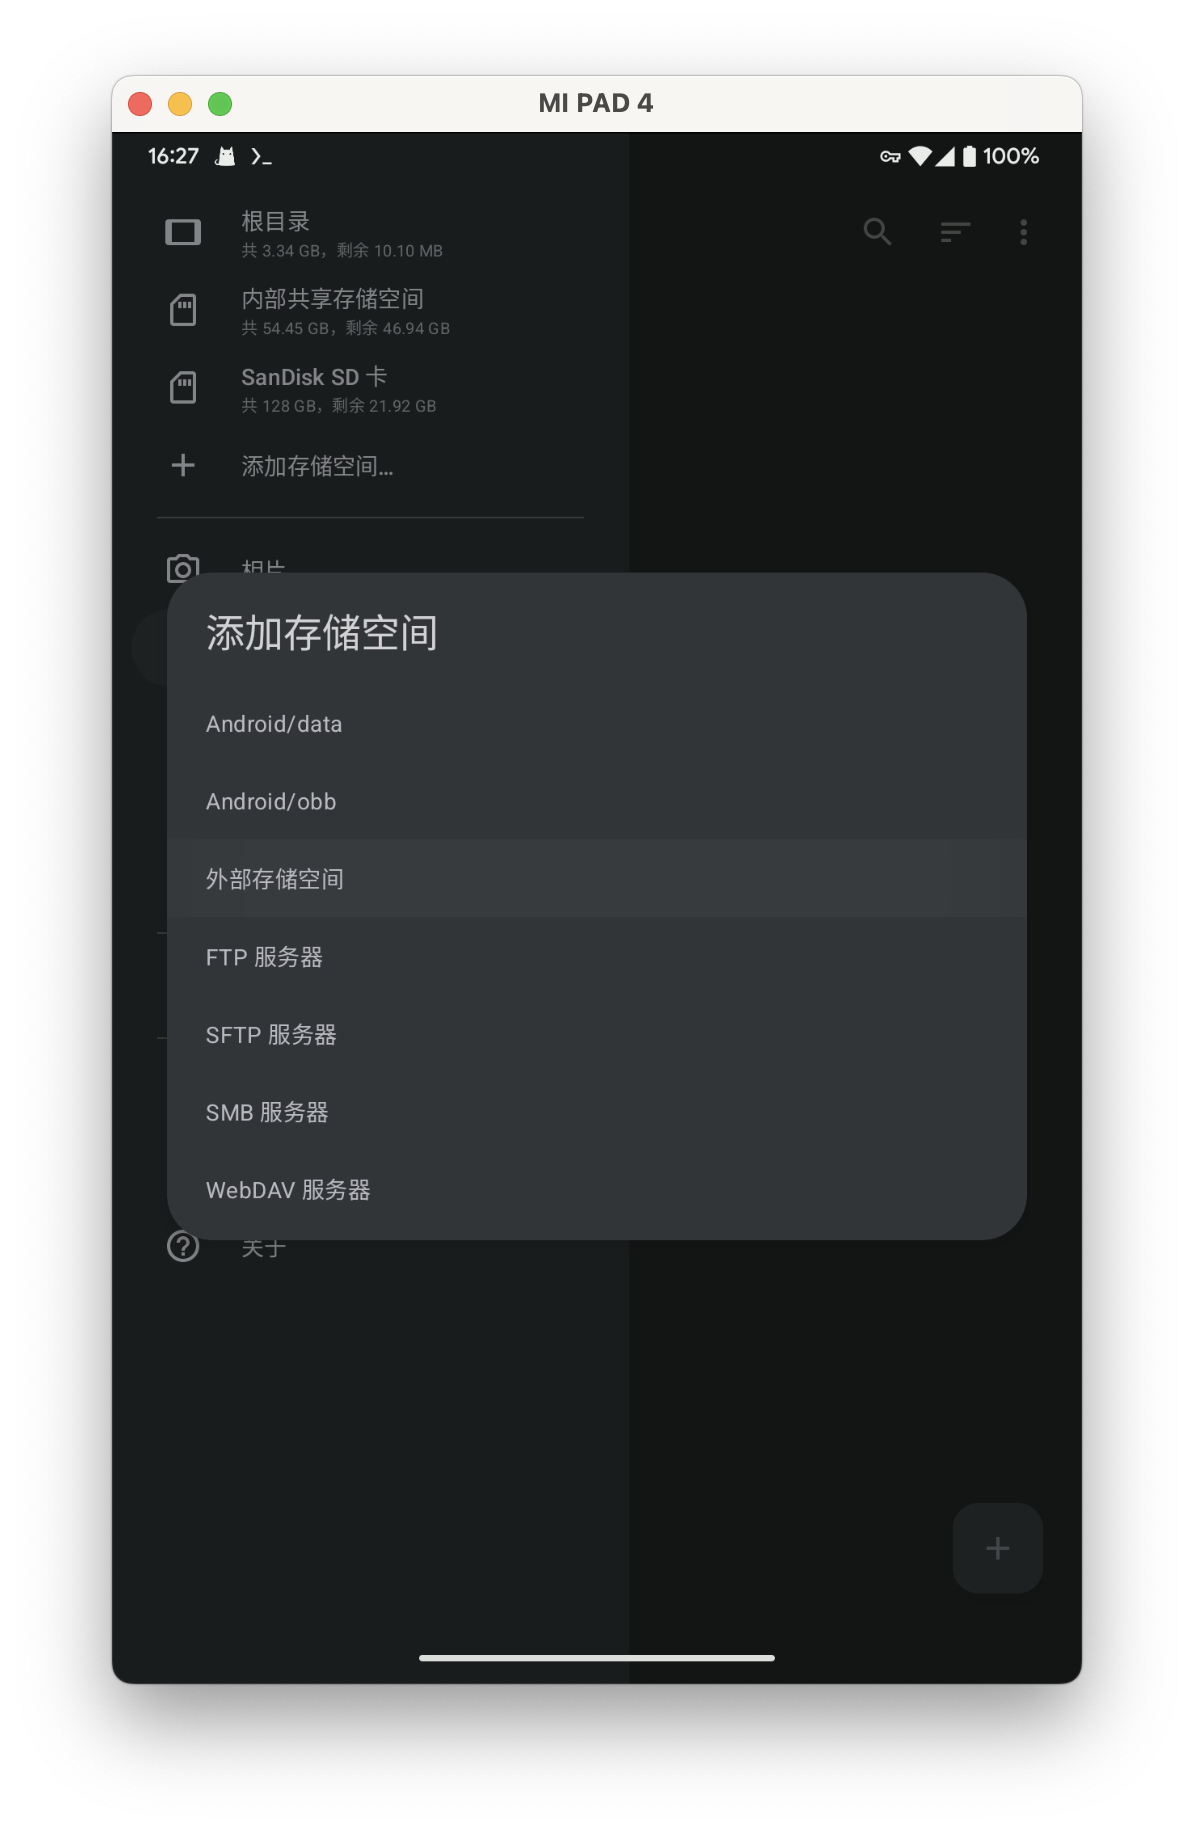 MI PAD 4
16:27
100%
根目录
共 3.34 GB，剩余 10.10 MB
内部共享存储空间
共 54.45 GB，剩余 46.94 GB
SanDisk SD 卡
共 128 GB，剩余 21.92 GB
添加存储空间…
相片
添加存储空间
Android/data
Android/obb
外部存储空间
FTP 服务器
SFTP 服务器
SMB 服务器
WebDAV 服务器
关于